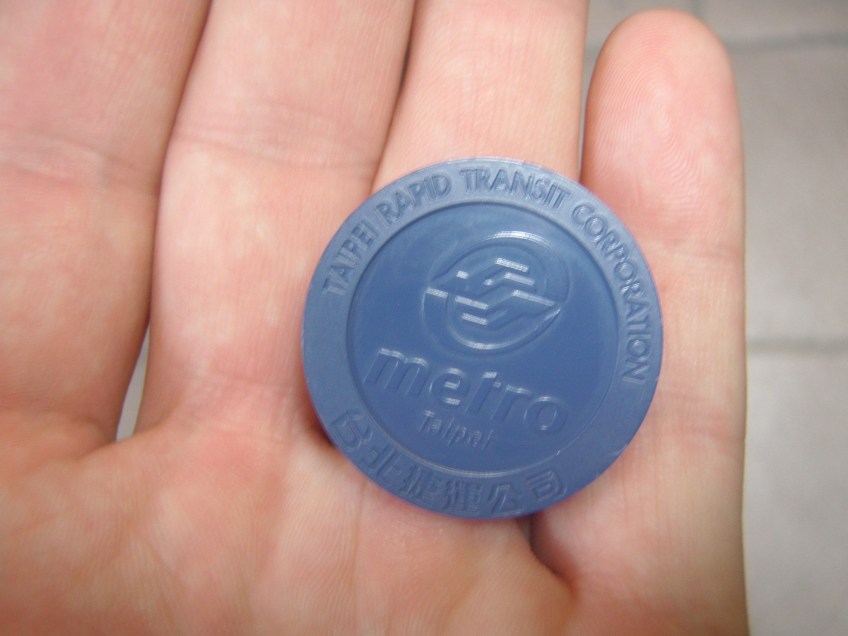 TAIPEI RAPID TRANSIT CORPORATION
metro
Taipei
台北捷運公司